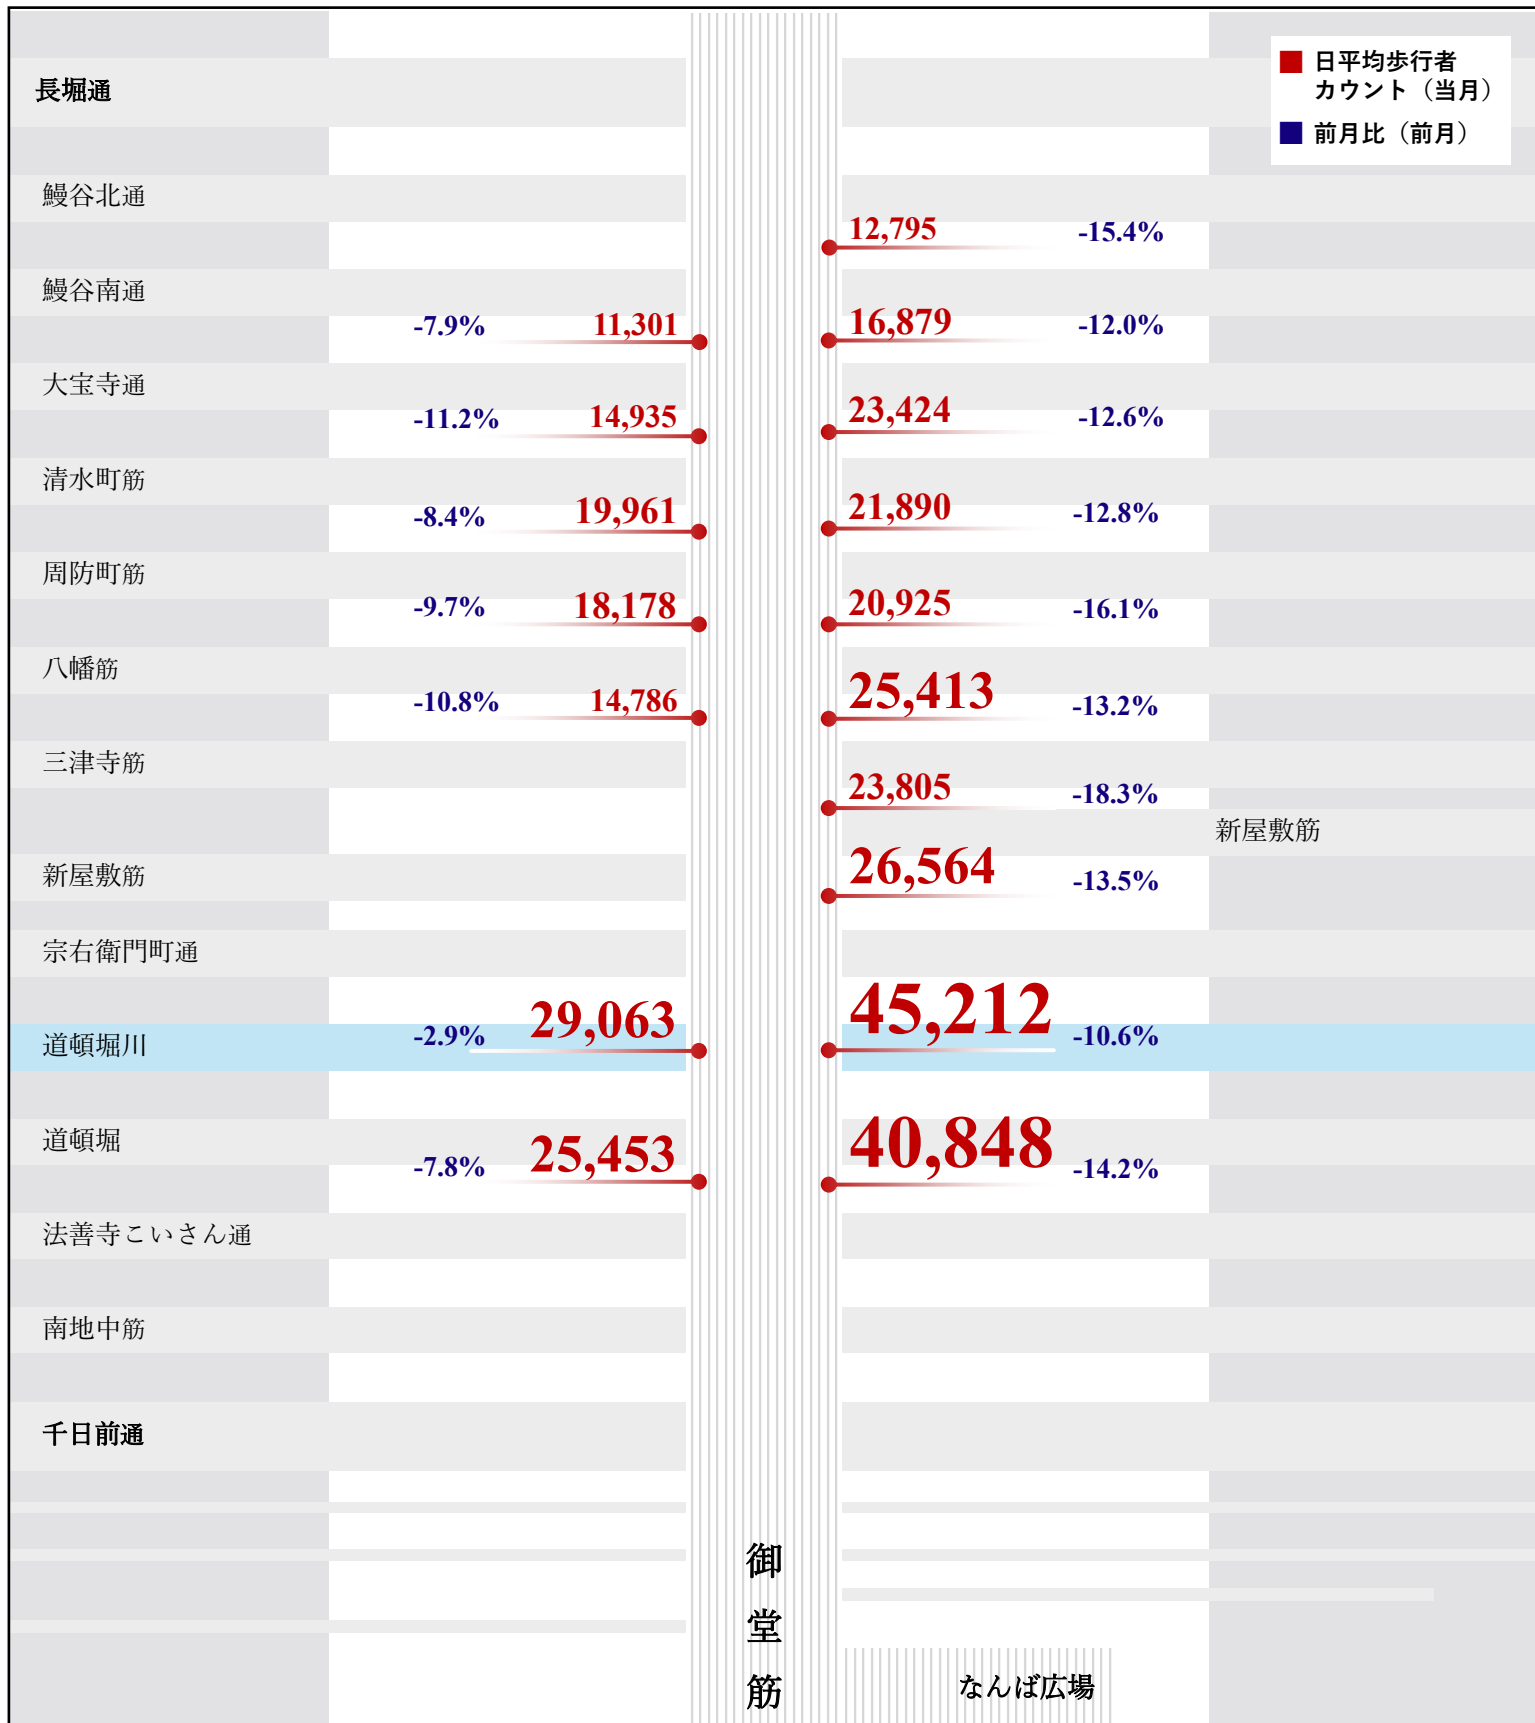 長堀通
日平均歩行者
カウント（当月）
前月比（前月）
鰻谷北通
12,795 -15.4%
鰻谷南通
-7.9% 11,301 16,879 -12.0%
大宝寺通
-11.2% 14,935 23,424 -12.6%
清水町筋
-8.4% 19,961 21,890 -12.8%
周防町筋
-9.7% 18,178 20,925 -16.1%
八幡筋
-10.8% 14,786 25,413 -13.2%
三津寺筋
23,805 -18.3%
新屋敷筋
新屋敷筋
26,564 -13.5%
宗右衛門町通
道頓堀川
-2.9% 29,063 45,212 -10.6%
道頓堀
-7.8% 25,453 40,848 -14.2%
法善寺こいさん通
南地中筋
千日前通
御堂筋
なんば広場